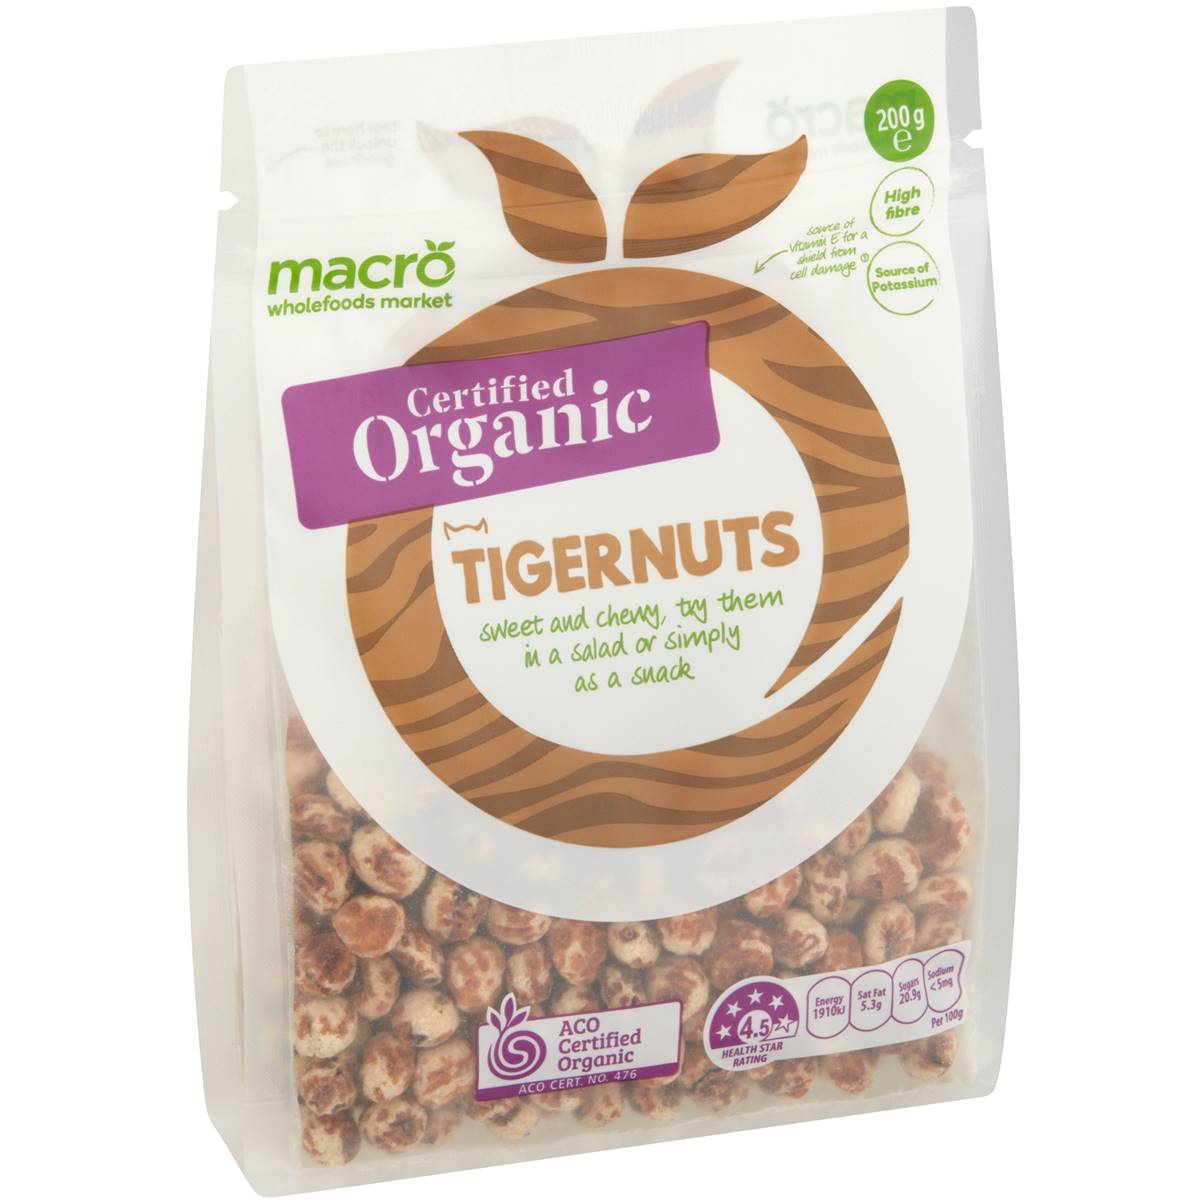 200 g
e
macro
wholefoods market
High
fibre
source of
vitamin E for a
shield from
cell damage
Source of
Potassium
Certified
Organic
TIGERNUTS
sweet and chewy, try them
in a salad or simply
as a snack
ACO
Certified
Organic
ACO CERT. NO. 476
4.5
HEALTH STAR
RATING
Energy
1910kJ
Sat Fat
5.3g
Sugars
20.9g
Sodium
<5mg
Per 100g